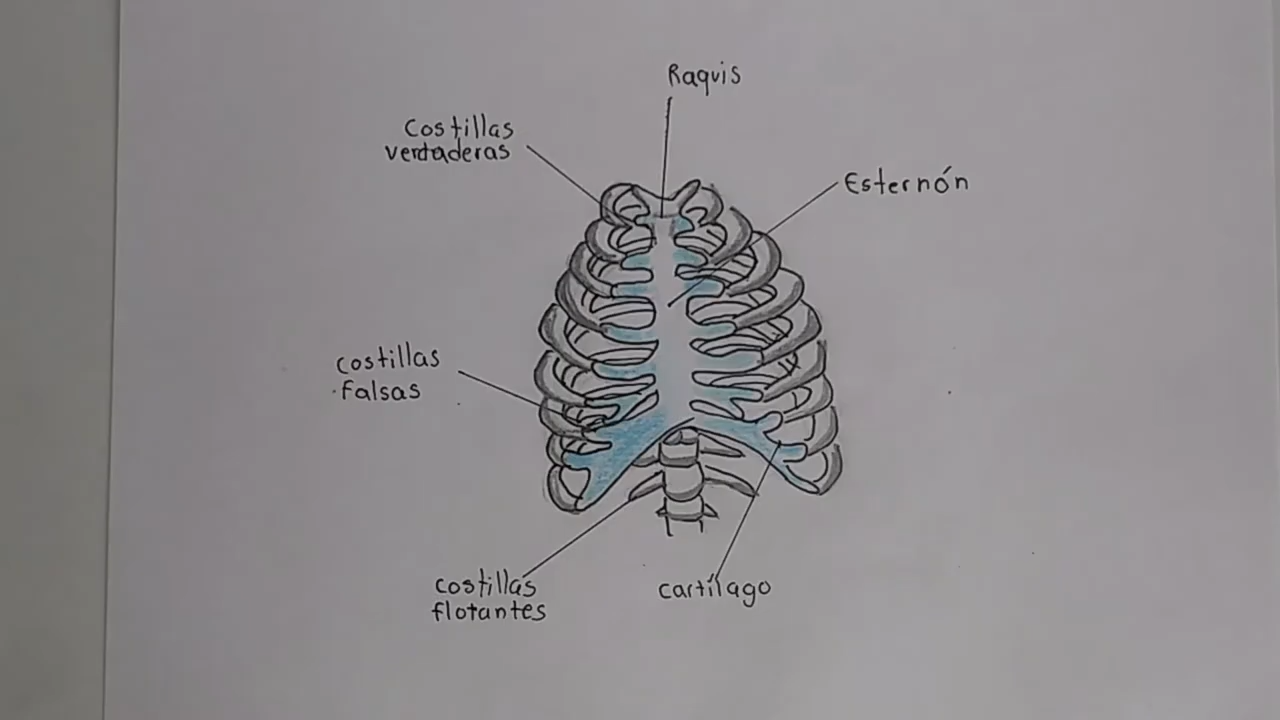 Raquis
Costillas
verdaderas
Esternón
costillas
falsas
costillas
flotantes
cartílago